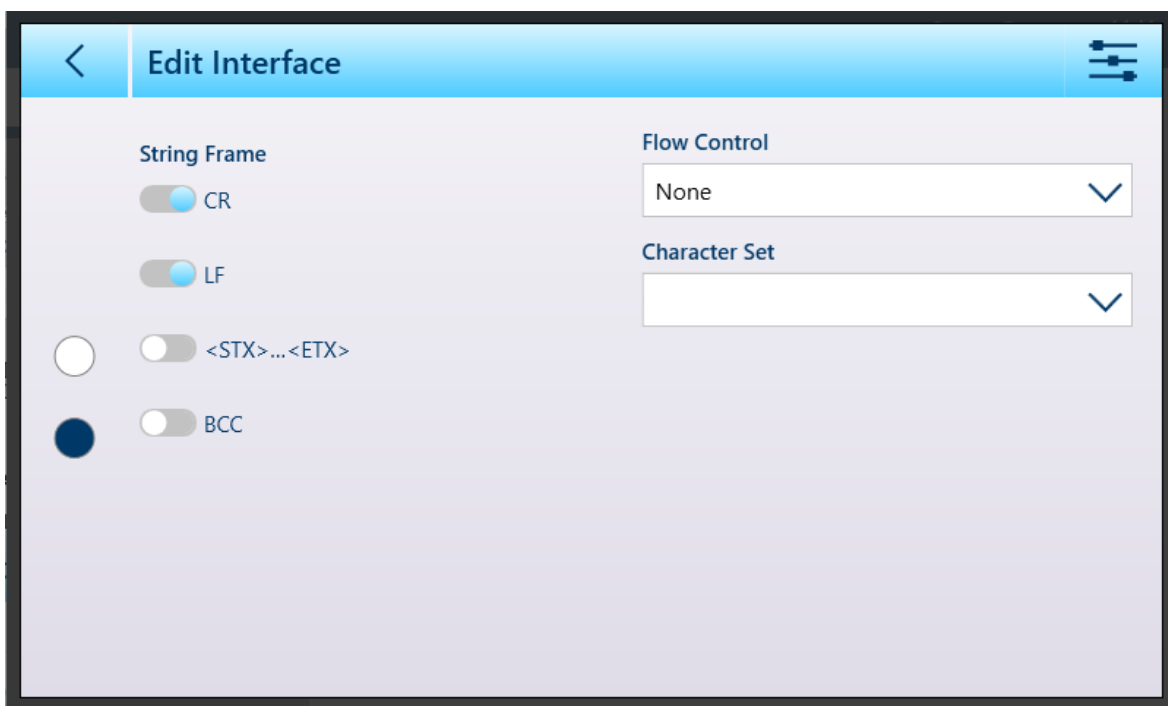 Edit Interface
String Frame
CR
LF
<STX>...<ETX>
BCC
Flow Control
None
Character Set